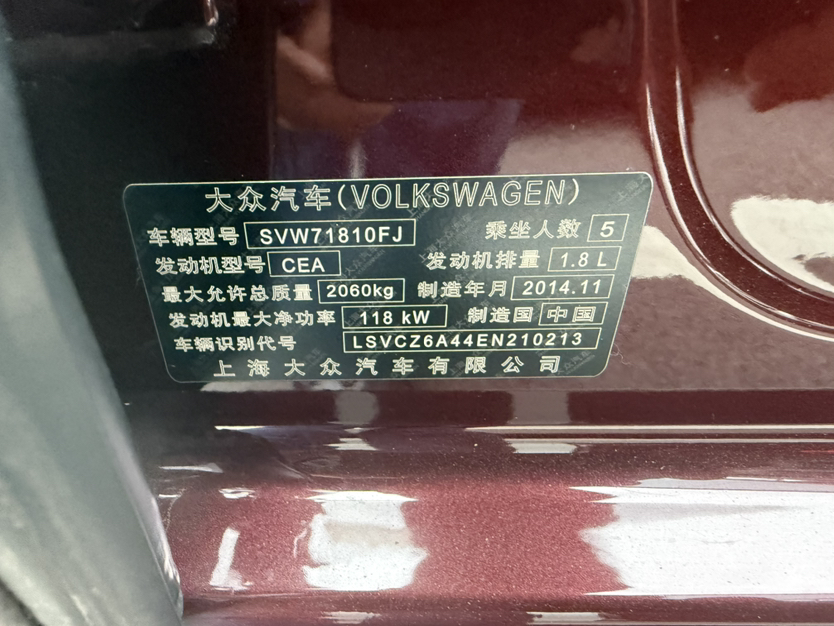 大众汽车(VOLKSWAGEN)
车辆型号 SVW71810FJ 乘坐人数 5
发动机型号 CEA 发动机排量 1.8 L
最大允许总质量 2060kg 制造年月 2014.11
发动机最大净功率 118 kW 制造国 中国
车辆识别代号 LSVCZ6A44EN210213
上海大众汽车有限公司